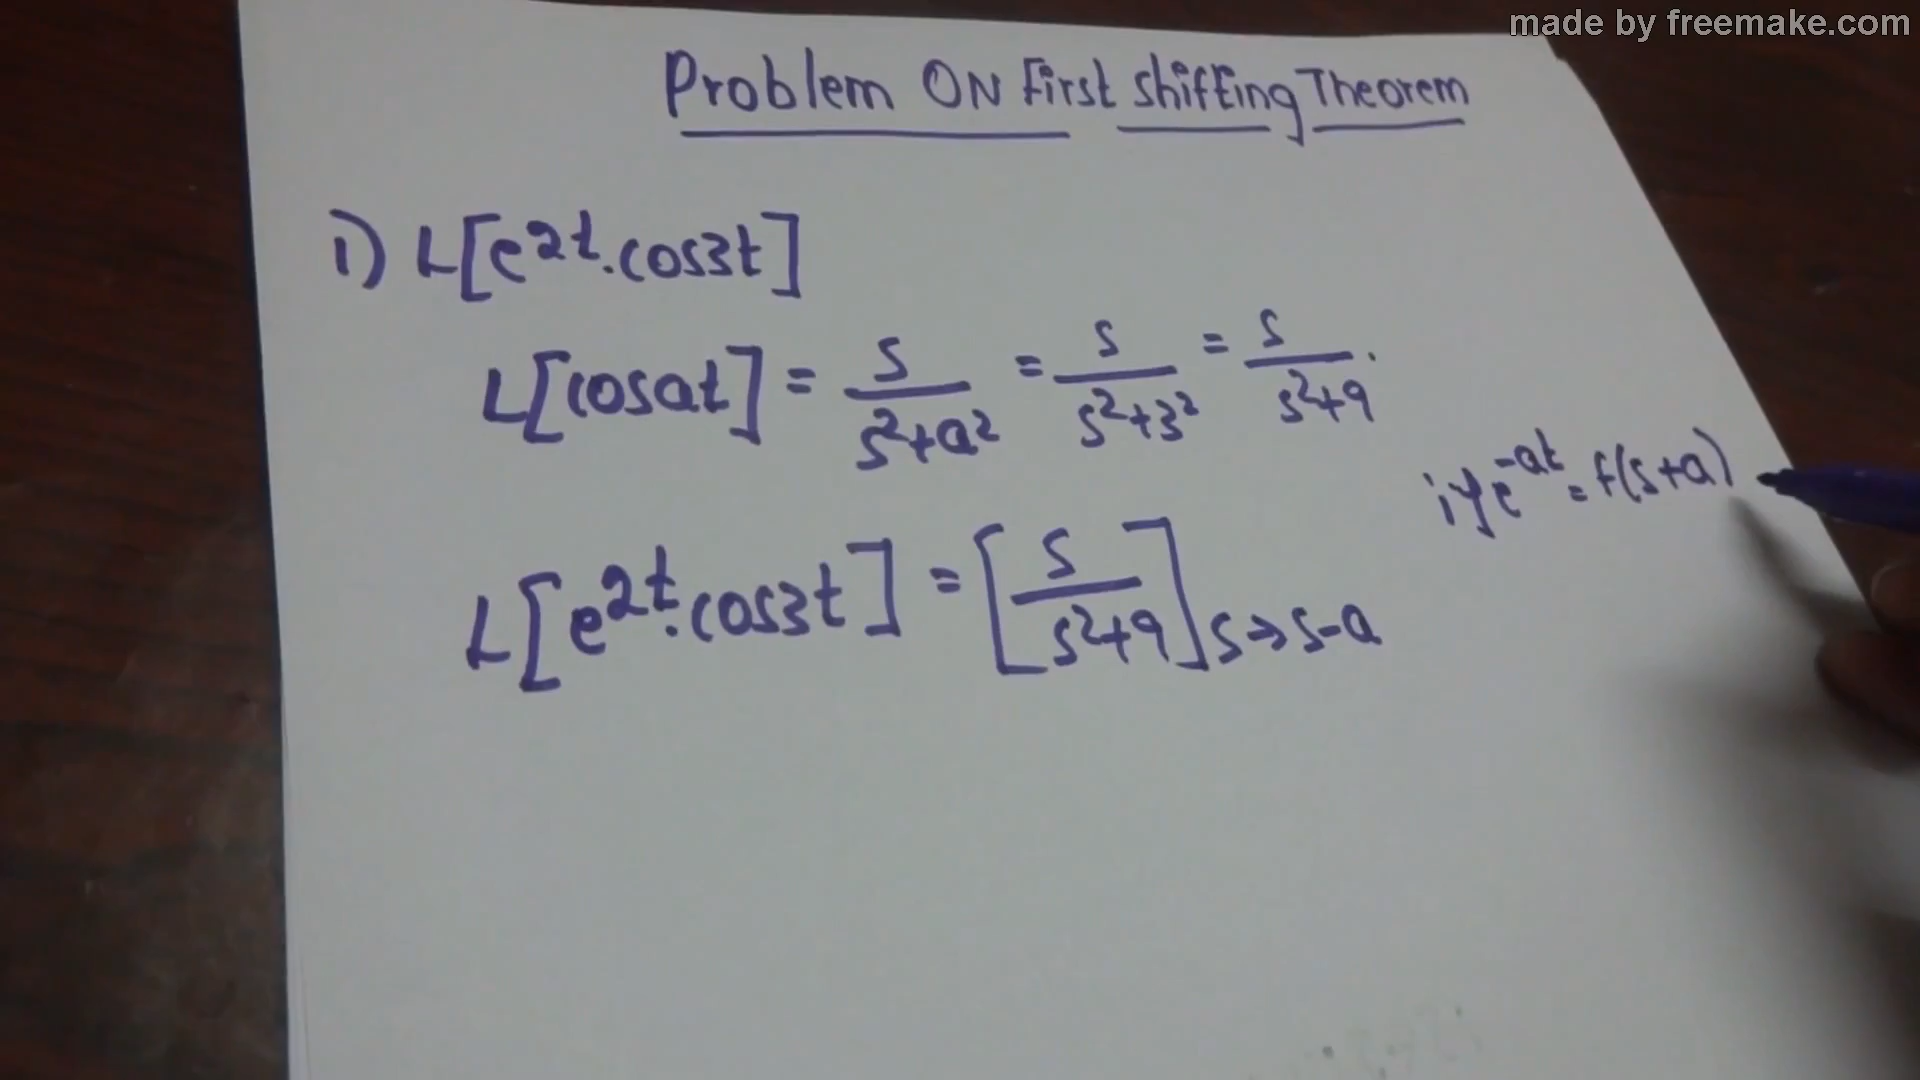 made by freemake.com
Problem ON First Shifting Theorem
1) L[e^2t.cos3t]
L[cosat] = s/(s²+a²) = s/(s²+3²) = s/(s²+9).
if e^-at = f(s+a)
L[e^2t.cos3t] = [s/(s²+9)] s→s-a